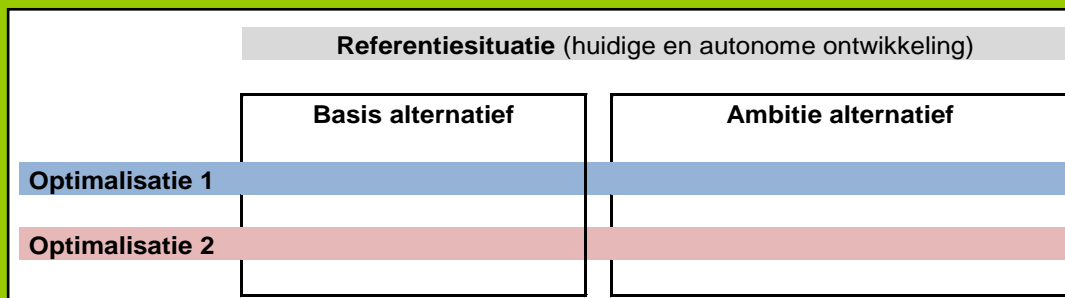 Referentiesituatie (huidige en autonome ontwikkeling)
Basis alternatief
Ambitie alternatief
Optimalisatie 1
Optimalisatie 2